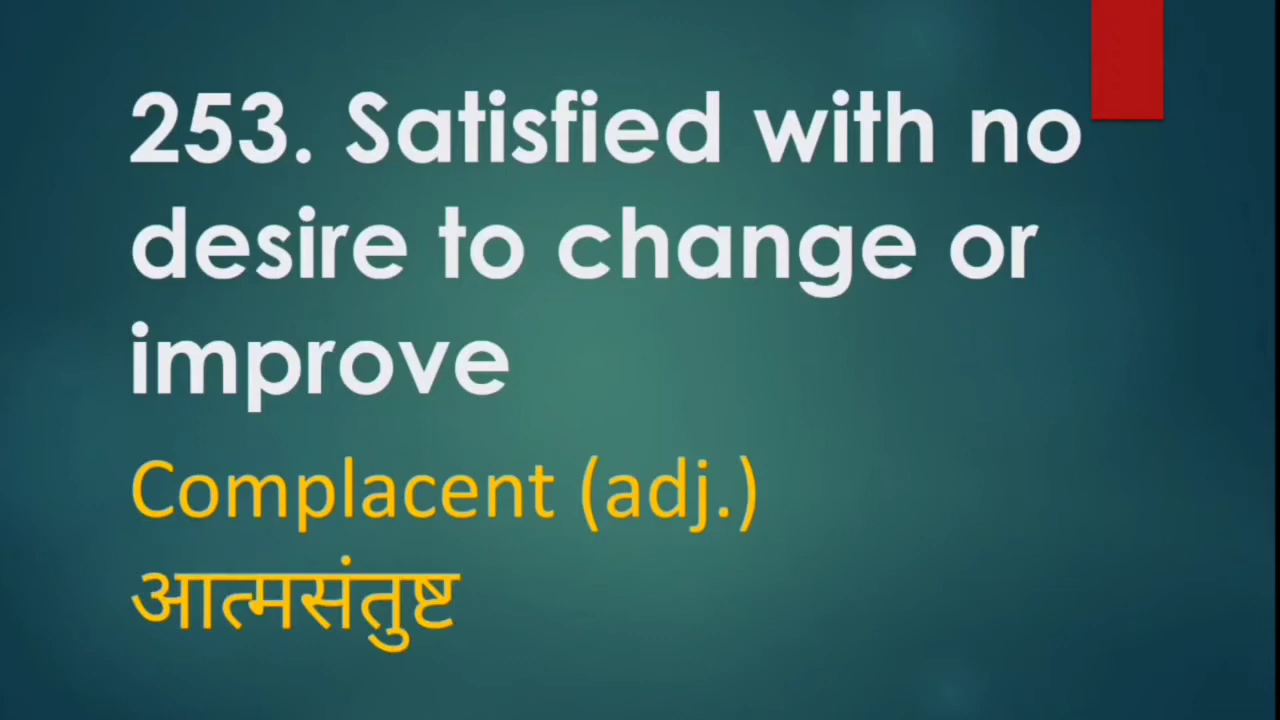 253. Satisfied with no
desire to change or
improve
Complacent (adj.)
आत्मसंतुष्ट